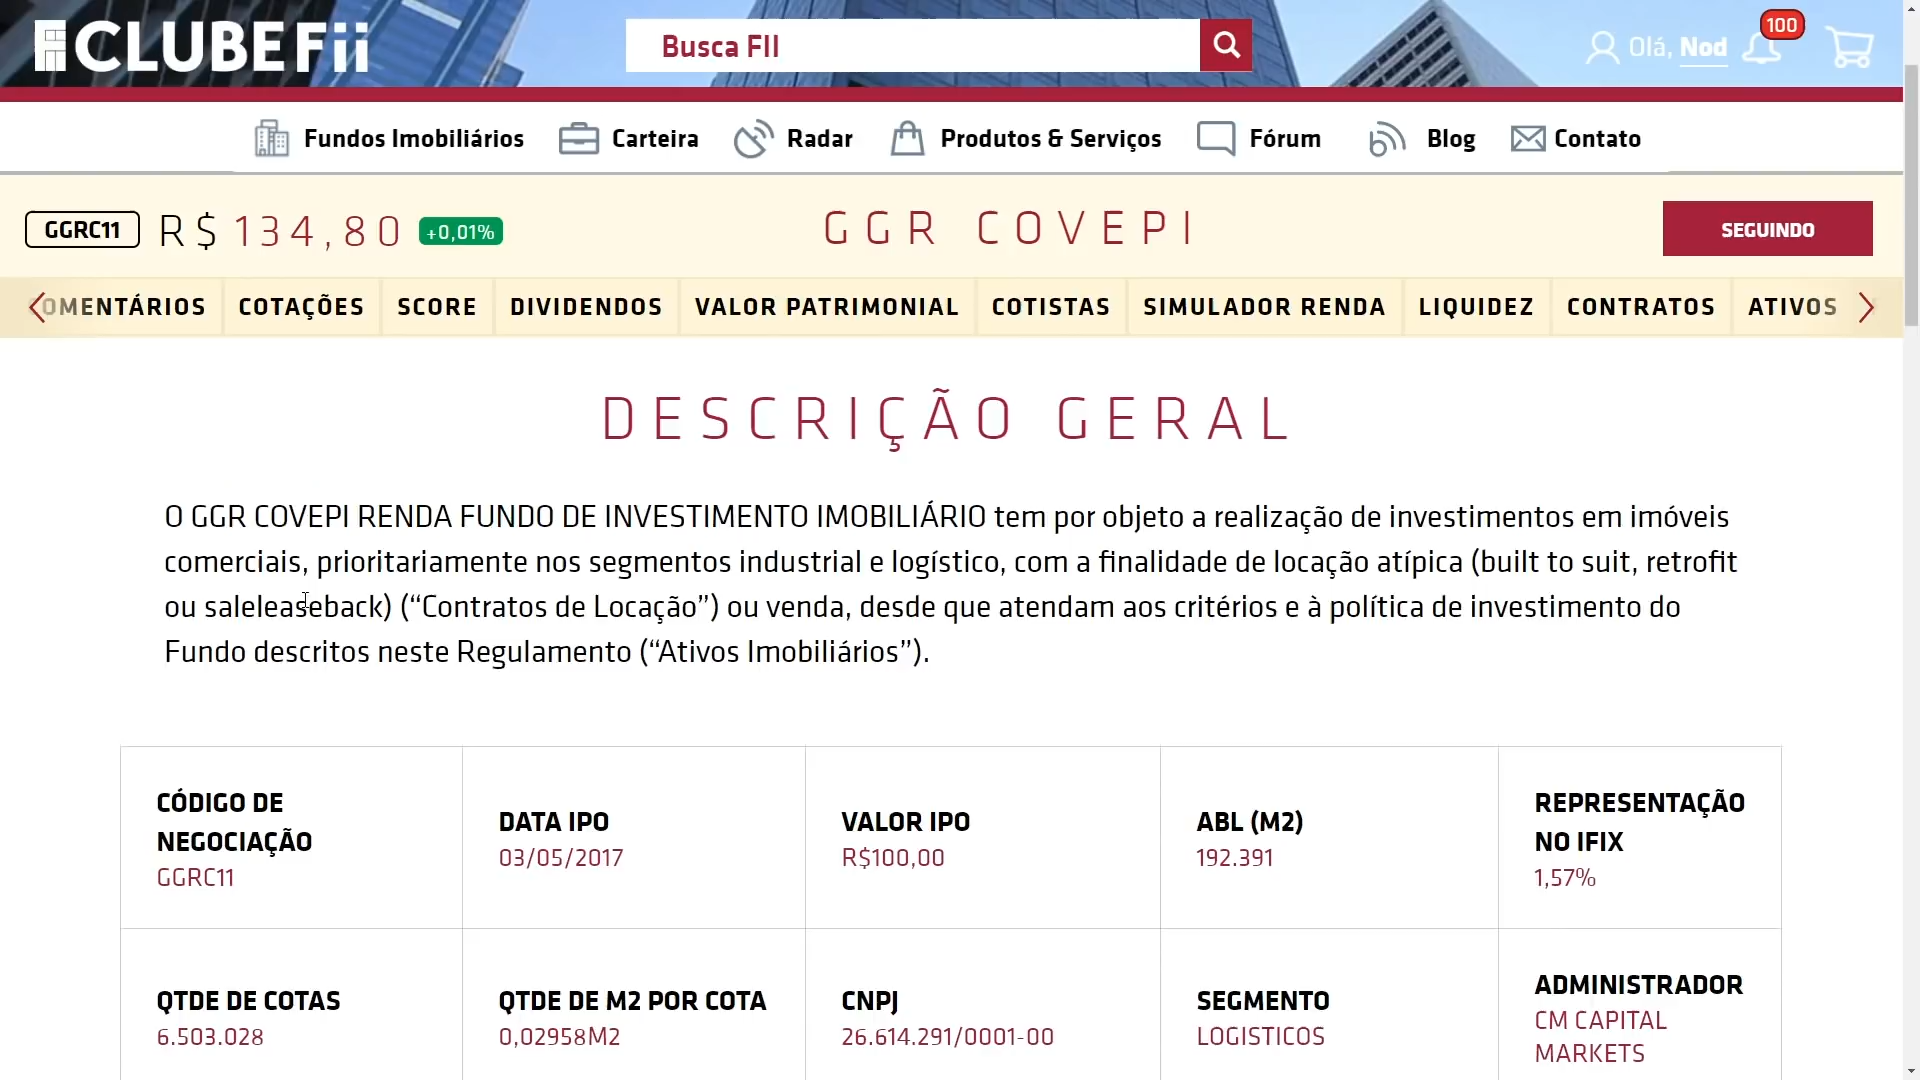 CLUBEFii
Busca FII
Olá, Nod
100
Fundos Imobiliários
Carteira
Radar
Produtos & Serviços
Fórum
Blog
Contato
GGRC11
R$ 134,80
+0,01%
GGR COVEPI
SEGUINDO
OMENTÁRIOS
COTAÇÕES
SCORE
DIVIDENDOS
VALOR PATRIMONIAL
COTISTAS
SIMULADOR RENDA
LIQUIDEZ
CONTRATOS
ATIVOS
DESCRIÇÃO GERAL
O GGR COVEPI RENDA FUNDO DE INVESTIMENTO IMOBILIÁRIO tem por objeto a realização de investimentos em imóveis
comerciais, prioritariamente nos segmentos industrial e logístico, com a finalidade de locação atípica (built to suit, retrofit
ou saleleaseback) (“Contratos de Locação”) ou venda, desde que atendam aos critérios e à política de investimento do
Fundo descritos neste Regulamento (“Ativos Imobiliários”).
CÓDIGO DE
NEGOCIAÇÃO
GGRC11
DATA IPO
03/05/2017
VALOR IPO
R$100,00
ABL (M2)
192.391
REPRESENTAÇÃO
NO IFIX
1,57%
QTDE DE COTAS
6.503.028
QTDE DE M2 POR COTA
0,02958M2
CNPJ
26.614.291/0001-00
SEGMENTO
LOGISTICOS
ADMINISTRADOR
CM CAPITAL
MARKETS